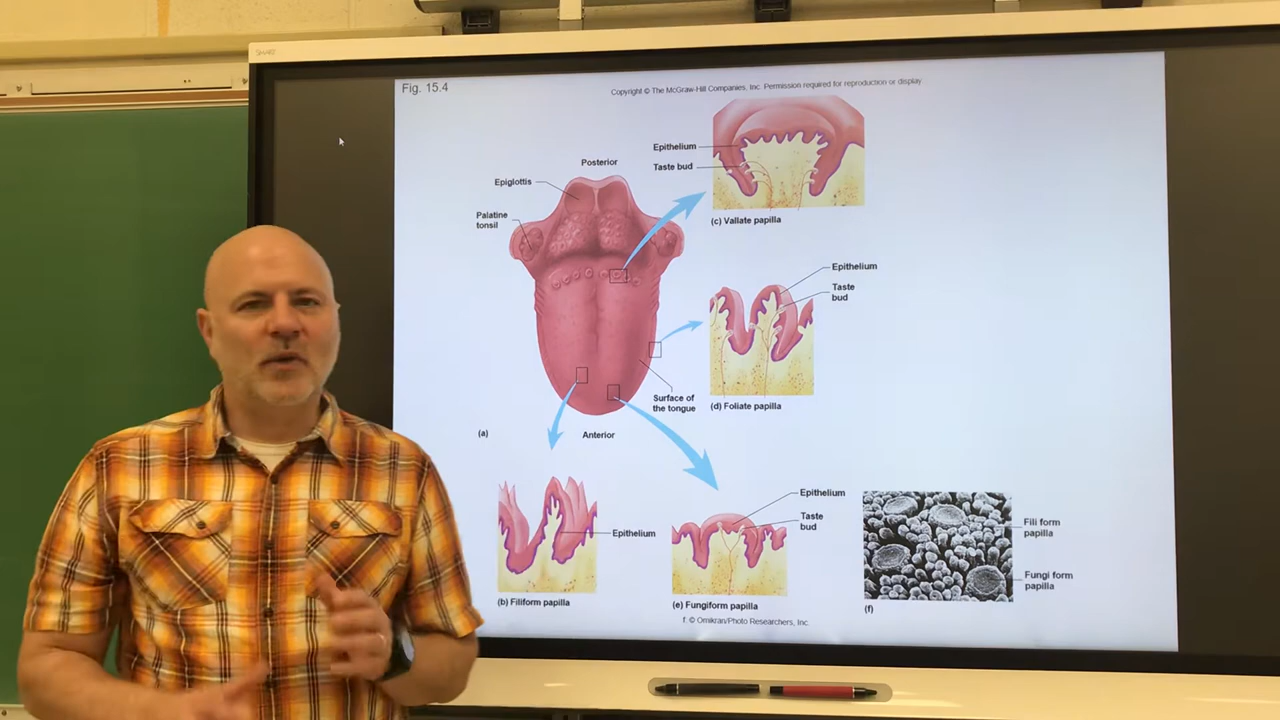 SMART
Fig. 15.4
Copyright © The McGraw-Hill Companies, Inc. Permission required for reproduction or display
Epithelium
Taste bud
Posterior
Epiglottis
Palatine
tonsil
(c) Vallate papilla
Epithelium
Taste
bud
Surface of
the tongue
(d) Foliate papilla
(a)
Anterior
Epithelium
Epithelium
Taste
bud
Fili form
papilla
Fungi form
papilla
(b) Filiform papilla
(e) Fungiform papilla
(f)
f: © Omikran/Photo Researchers, Inc.